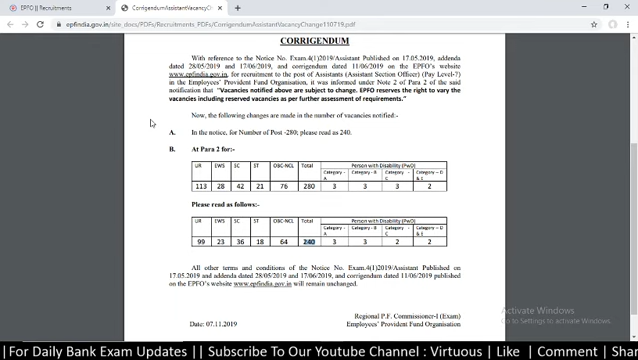 EPFO || Recruitments
CorrigendumAssistantVacancyChange
epfindia.gov.in/site_docs/PDFs/Recruitments_PDFs/CorrigendumAssistantVacancyChange110719.pdf
CORRIGENDUM
With reference to the Notice No. Exam.4(1)2019/Assistant Published on 17.05.2019, addenda
dated 28/05/2019 and 17/06/2019, and corrigendum dated 11/06/2019 on the EPFO's website
www.epfindia.gov.in, for recruitment to the post of Assistants (Assistant Section Officer) (Pay Level-7)
in the Employees' Provident Fund Organisation, it was informed under Note 2 of Para 2 of the said
notification that "Vacancies notified above are subject to change. EPFO reserves the right to vary the
vacancies including reserved vacancies as per further assessment of requirements."
Now, the following changes are made in the number of vacancies notified:-
A. In the notice, for Number of Post -280; please read as 240.
B. At Para 2 for:-
UR EWS SC ST OBC-NCL Total Person with Disability (PwD)
Category - A Category - B Category - C Category – D & E
113 28 42 21 76 280 3 3 3 2
Please read as follows:-
UR EWS SC ST OBC-NCL Total Person with Disability (PwD)
Category - A Category - B Category - C Category – D & E
99 23 36 18 64 240 3 3 2 2
All other terms and conditions of the Notice No. Exam.4(1)2019/Assistant Published on
17.05.2019 and addenda dated 28/05/2019 and 17/06/2019, and corrigendum dated 11/06/2019 published
on the EPFO's website www.epfindia.gov.in will remain unchanged.
Regional P.F. Commissioner-I (Exam)
Date: 07.11.2019 Employees' Provident Fund Organisation
Activate Windows
Go to Settings to activate Windows.
|For Daily Bank Exam Updates || Subscribe To Our Youtube Channel : Virtuous | Like | Comment | Sha